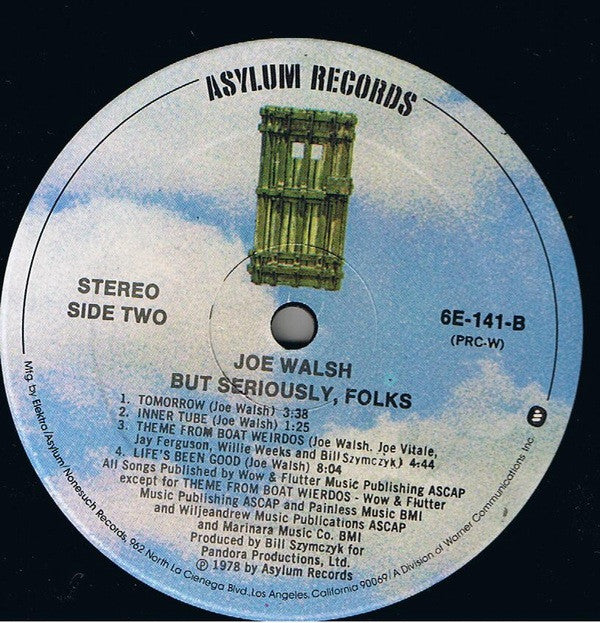 ASYLUM RECORDS
STEREO
SIDE TWO
6E-141-B
(PRC-W)
JOE WALSH
BUT SERIOUSLY, FOLKS
1. TOMORROW (Joe Walsh) 3:38
2. INNER TUBE (Joe Walsh) 1:25
3. THEME FROM BOAT WEIRDOS (Joe Walsh, Joe Vitale,
Jay Ferguson, Willie Weeks and Bill Szymczyk) 4:44
4. LIFE'S BEEN GOOD (Joe Walsh) 8:04
All Songs Published by Wow & Flutter Music Publishing ASCAP
except for THEME FROM BOAT WIERDOS - Wow & Flutter
Music Publishing ASCAP and Painless Music BMI
and Wiljeandrew Music Publications ASCAP
and Marinara Music Co. BMI
Produced by Bill Szymczyk for
Pandora Productions, Ltd.
℗ 1978 by Asylum Records
Mfg by Elektra/Asylum/Nonesuch Records, 962 North La Cienega Blvd., Los Angeles, California 90069/A Division of Warner Communications Inc.